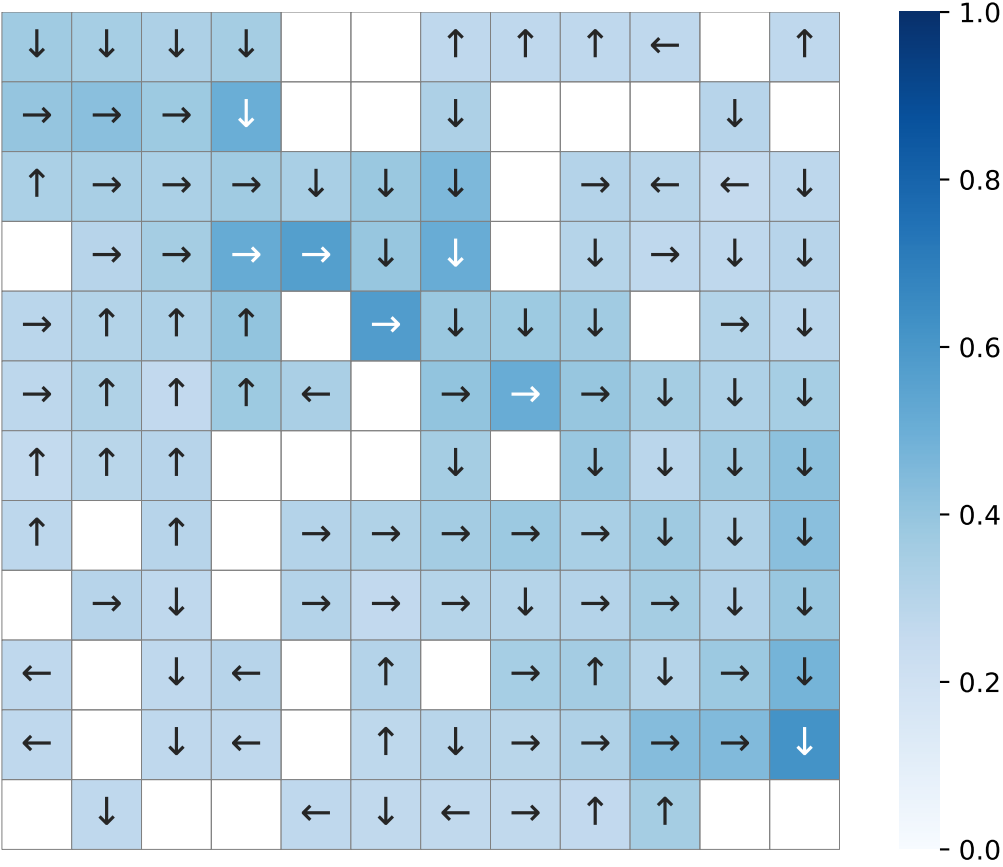 ↓ ↓ ↓ ↓ ↑ ↑ ↑ ← ↑
→ → → ↓ ↓ ↓
↑ → → → ↓ ↓ ↓ → ← ← ↓
→ → → → ↓ ↓ ↓ → ↓ ↓
→ ↑ ↑ ↑ → ↓ ↓ ↓ → ↓
→ ↑ ↑ ↑ ← → → → ↓ ↓ ↓
↑ ↑ ↑ ↓ ↓ ↓ ↓ ↓
↑ ↑ → → → → → ↓ ↓ ↓
→ ↓ → → → ↓ → → ↓ ↓
← ↓ ← ↑ → ↑ ↓ → ↓
← ↓ ← ↑ ↓ → → → → ↓
↓ ← ↓ ← → ↑ ↑
1.0
0.8
0.6
0.4
0.2
0.0